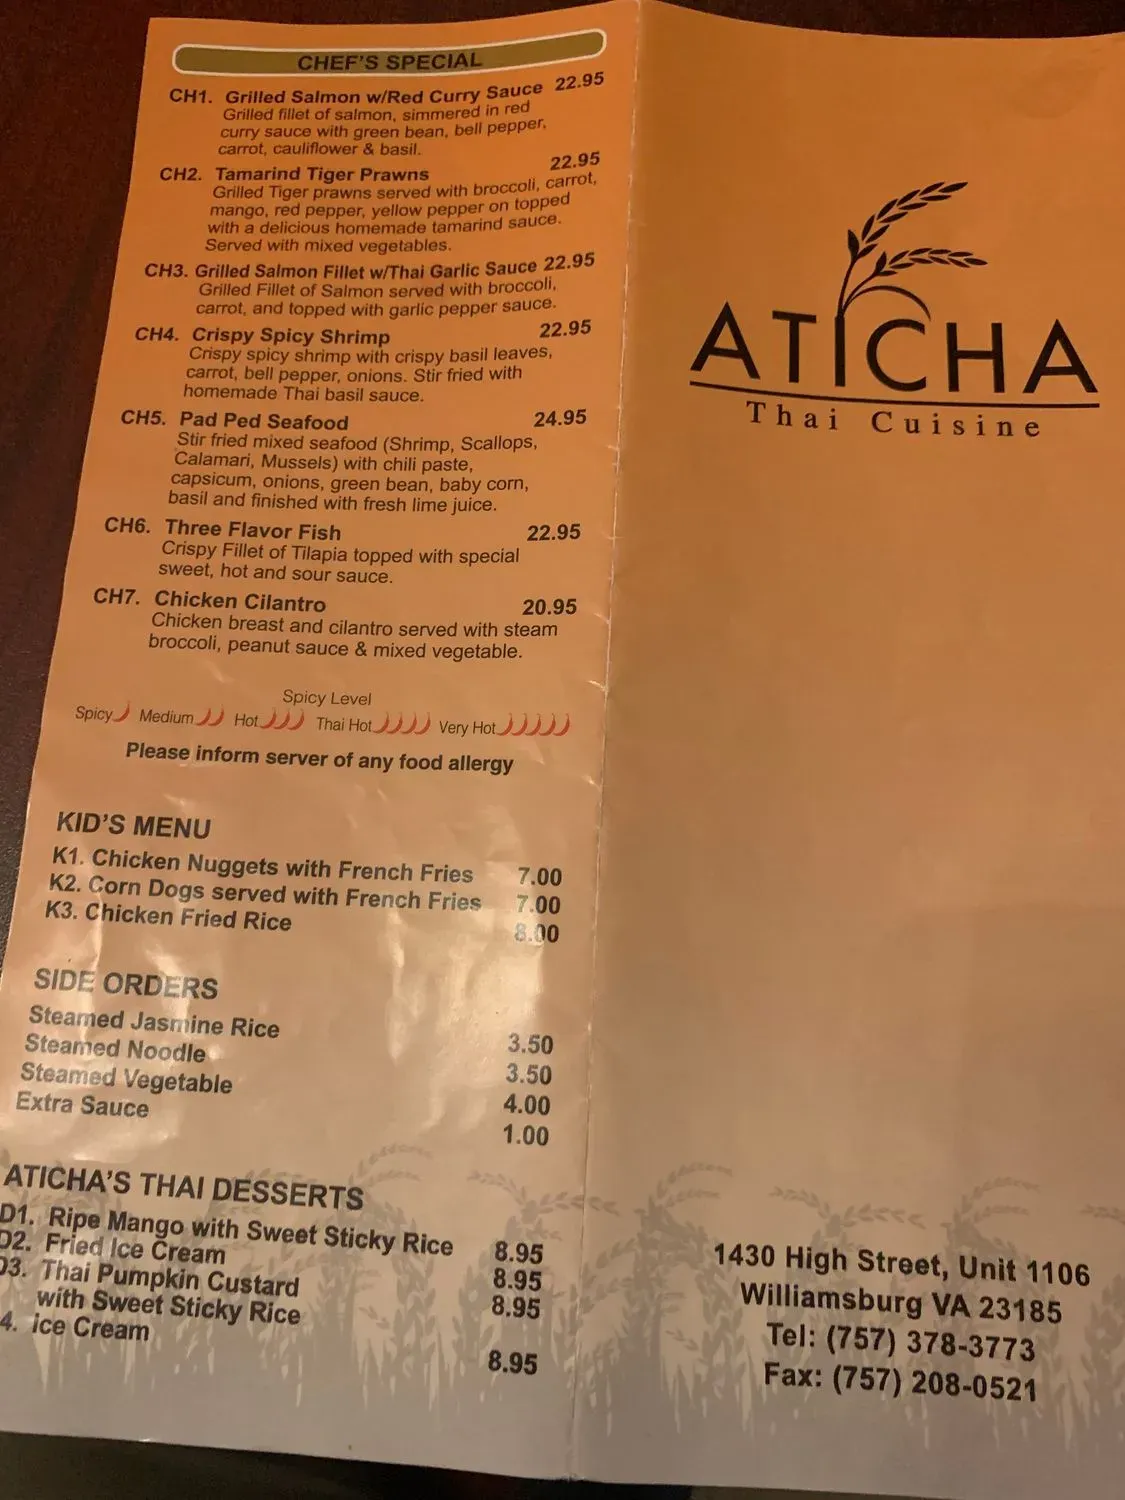 CHEF'S SPECIAL
CH1. Grilled Salmon w/Red Curry Sauce 22.95
Grilled fillet of salmon, simmered in red
curry sauce with green bean, bell pepper,
carrot, cauliflower & basil.
CH2. Tamarind Tiger Prawns 22.95
Grilled Tiger prawns served with broccoli, carrot,
mango, red pepper, yellow pepper on topped
with a delicious homemade tamarind sauce.
Served with mixed vegetables.
CH3. Grilled Salmon Fillet w/Thai Garlic Sauce 22.95
Grilled Fillet of Salmon served with broccoli,
carrot, and topped with garlic pepper sauce.
CH4. Crispy Spicy Shrimp 22.95
Crispy spicy shrimp with crispy basil leaves,
carrot, bell pepper, onions. Stir fried with
homemade Thai basil sauce.
CH5. Pad Ped Seafood 24.95
Stir fried mixed seafood (Shrimp, Scallops,
Calamari, Mussels) with chili paste,
capsicum, onions, green bean, baby corn,
basil and finished with fresh lime juice.
CH6. Three Flavor Fish 22.95
Crispy Fillet of Tilapia topped with special
sweet, hot and sour sauce.
CH7. Chicken Cilantro 20.95
Chicken breast and cilantro served with steam
broccoli, peanut sauce & mixed vegetable.
Spicy Level
Spicy Medium Hot Thai Hot Very Hot
Please inform server of any food allergy
KID'S MENU
K1. Chicken Nuggets with French Fries 7.00
K2. Corn Dogs served with French Fries 7.00
K3. Chicken Fried Rice 8.00
SIDE ORDERS
Steamed Jasmine Rice 3.50
Steamed Noodle 3.50
Steamed Vegetable 4.00
Extra Sauce 1.00
ATICHA'S THAI DESSERTS
D1. Ripe Mango with Sweet Sticky Rice 8.95
D2. Fried Ice Cream 8.95
D3. Thai Pumpkin Custard 8.95
with Sweet Sticky Rice
4. ice Cream 8.95
ATICHA
Thai Cuisine
1430 High Street, Unit 1106
Williamsburg VA 23185
Tel: (757) 378-3773
Fax: (757) 208-0521